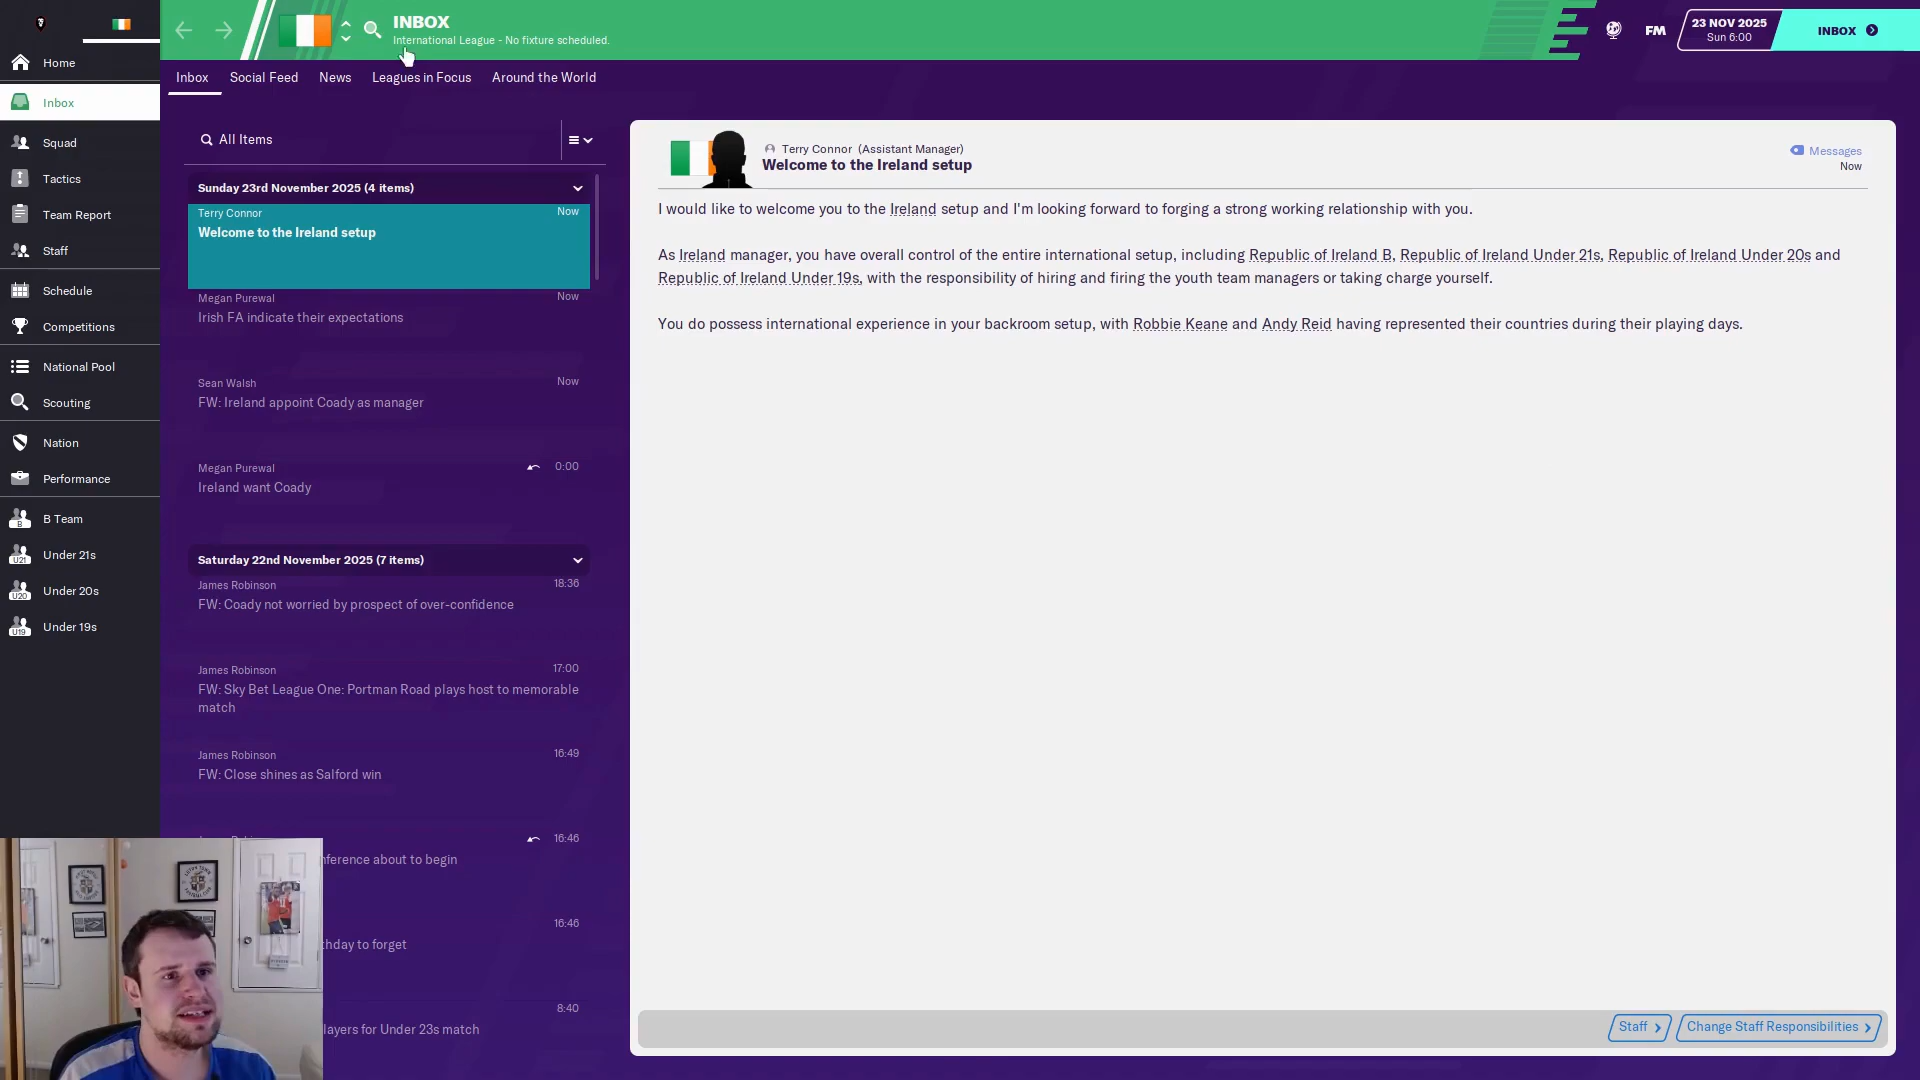 INBOX
International League - No fixture scheduled.
FM
23 NOV 2025
Sun 6:00
INBOX
Home
Inbox
Squad
Tactics
Team Report
Staff
Schedule
Competitions
National Pool
Scouting
Nation
Performance
B
B Team
U21
Under 21s
U20
Under 20s
U19
Under 19s
Inbox
Social Feed
News
Leagues in Focus
Around the World
All Items
Sunday 23rd November 2025 (4 items)
Terry Connor
Now
Welcome to the Ireland setup
Megan Purewal
Now
Irish FA indicate their expectations
Sean Walsh
Now
FW: Ireland appoint Coady as manager
Megan Purewal
0:00
Ireland want Coady
Saturday 22nd November 2025 (7 items)
James Robinson
18:36
FW: Coady not worried by prospect of over-confidence
James Robinson
17:00
FW: Sky Bet League One: Portman Road plays host to memorable
match
James Robinson
16:49
FW: Close shines as Salford win
16:46
nference about to begin
16:46
thday to forget
8:40
layers for Under 23s match
Terry Connor (Assistant Manager)
Welcome to the Ireland setup
Messages
Now
I would like to welcome you to the Ireland setup and I'm looking forward to forging a strong working relationship with you.
As Ireland manager, you have overall control of the entire international setup, including Republic of Ireland B, Republic of Ireland Under 21s, Republic of Ireland Under 20s and
Republic of Ireland Under 19s, with the responsibility of hiring and firing the youth team managers or taking charge yourself.
You do possess international experience in your backroom setup, with Robbie Keane and Andy Reid having represented their countries during their playing days.
Staff
Change Staff Responsibilities